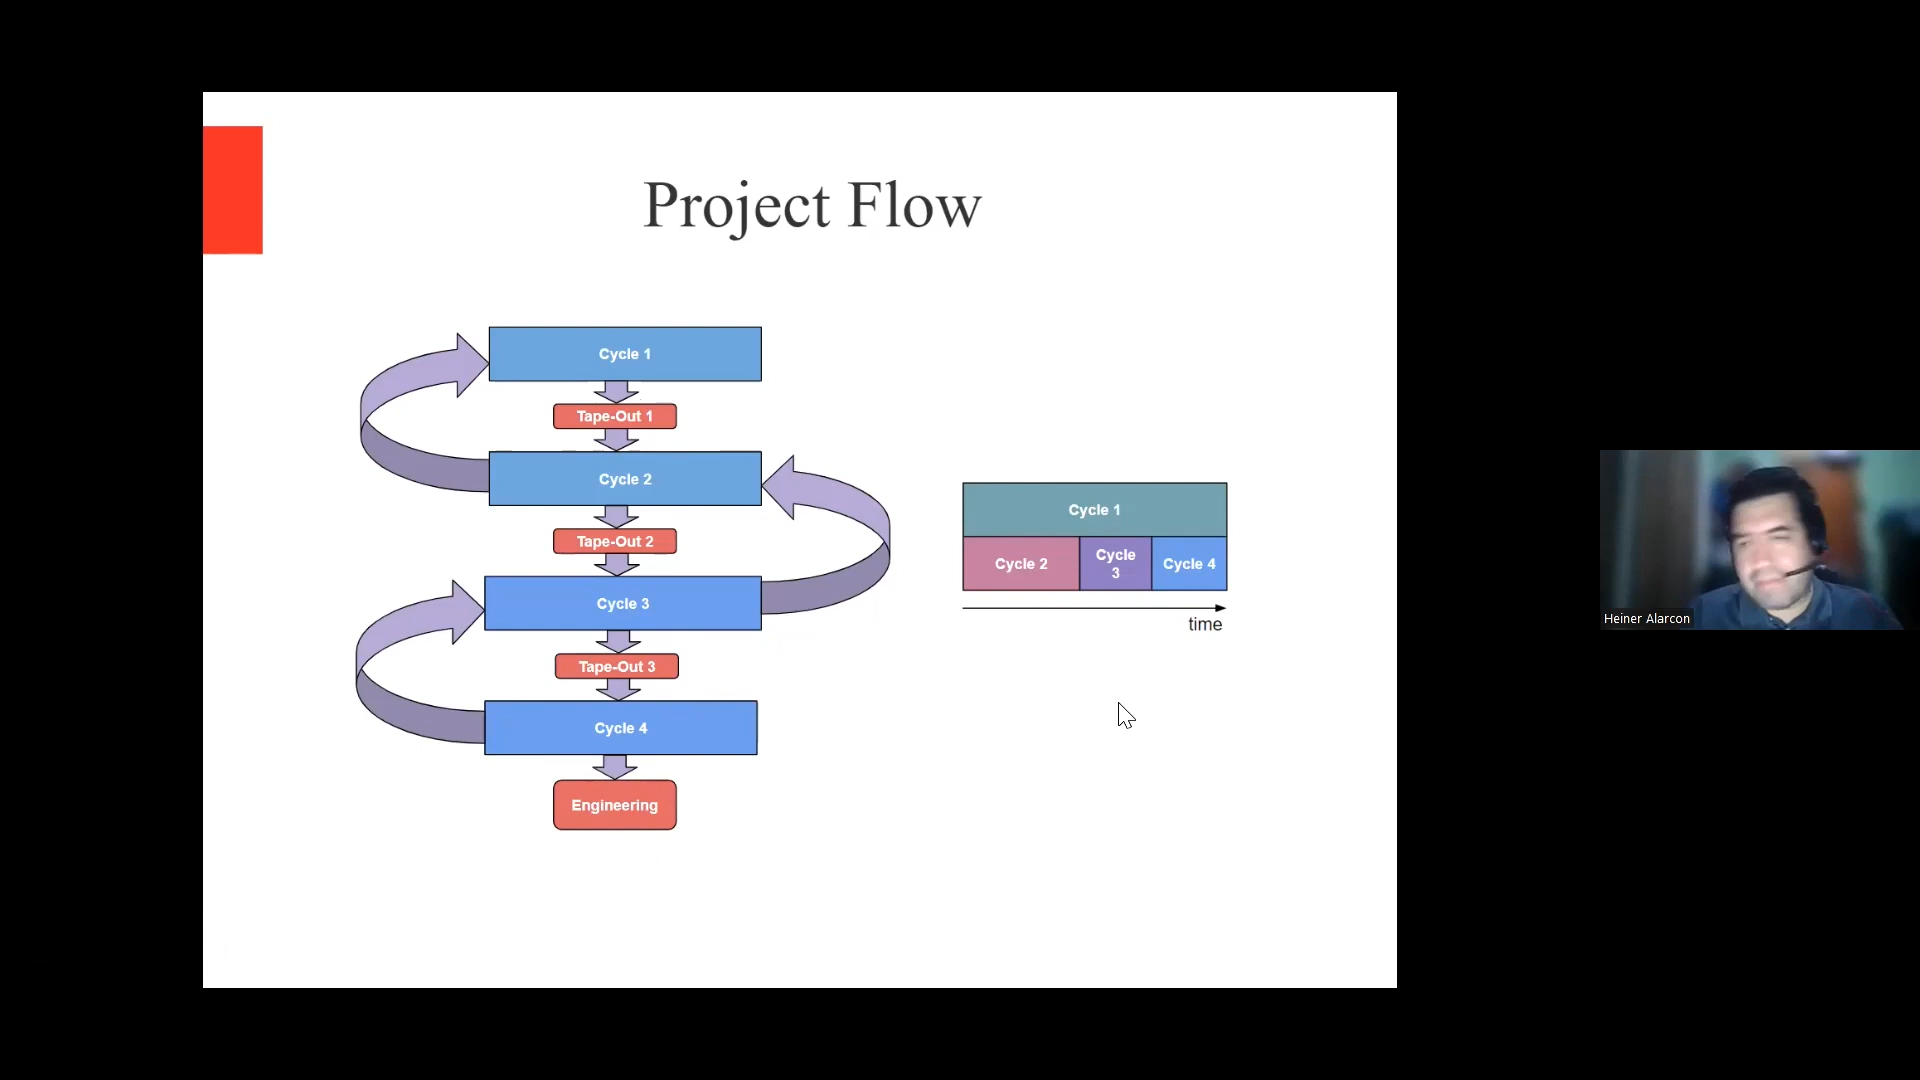 Project Flow
Cycle 1
Tape-Out 1
Cycle 2
Tape-Out 2
Cycle 3
Tape-Out 3
Cycle 4
Engineering
Cycle 1
Cycle 2
Cycle
3
Cycle 4
time
Heiner Alarcon